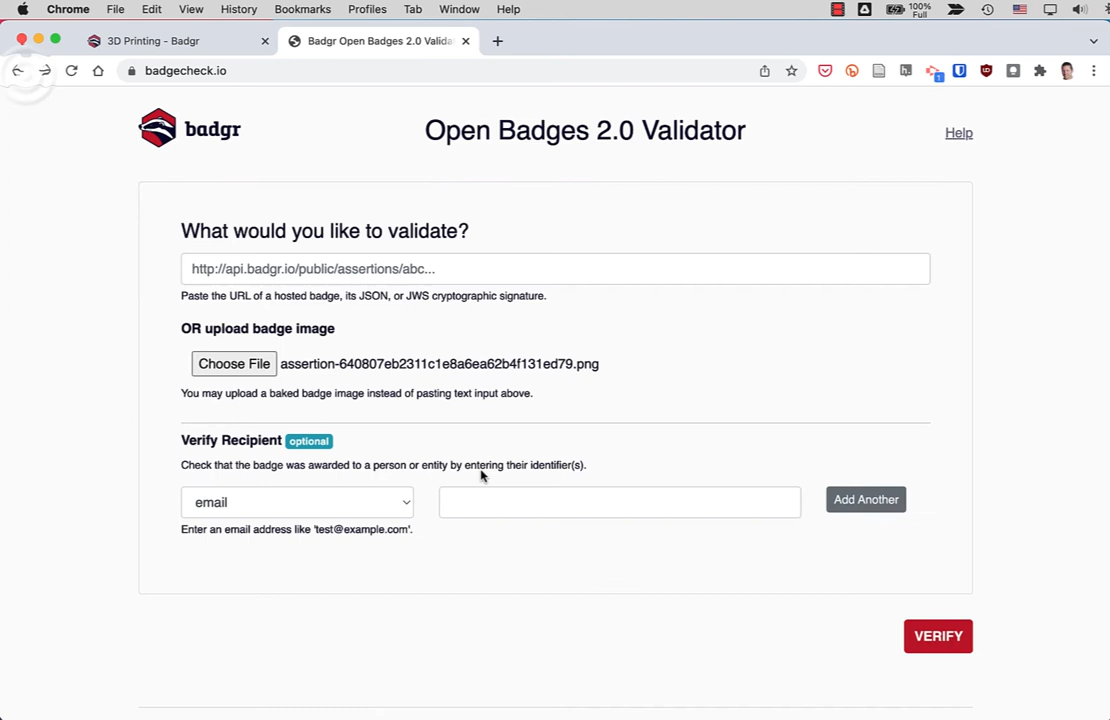 Chrome File Edit View History Bookmarks Profiles Tab Window Help 100% Full
3D Printing - Badgr
Badgr Open Badges 2.0 Valida
badgecheck.io
1
badgr
Open Badges 2.0 Validator
Help
What would you like to validate?
http://api.badgr.io/public/assertions/abc...
Paste the URL of a hosted badge, its JSON, or JWS cryptographic signature.
OR upload badge image
Choose File assertion-640807eb2311c1e8a6ea62b4f131ed79.png
You may upload a baked badge image instead of pasting text input above.
Verify Recipient optional
Check that the badge was awarded to a person or entity by entering their identifier(s).
email
Add Another
Enter an email address like 'test@example.com'.
VERIFY